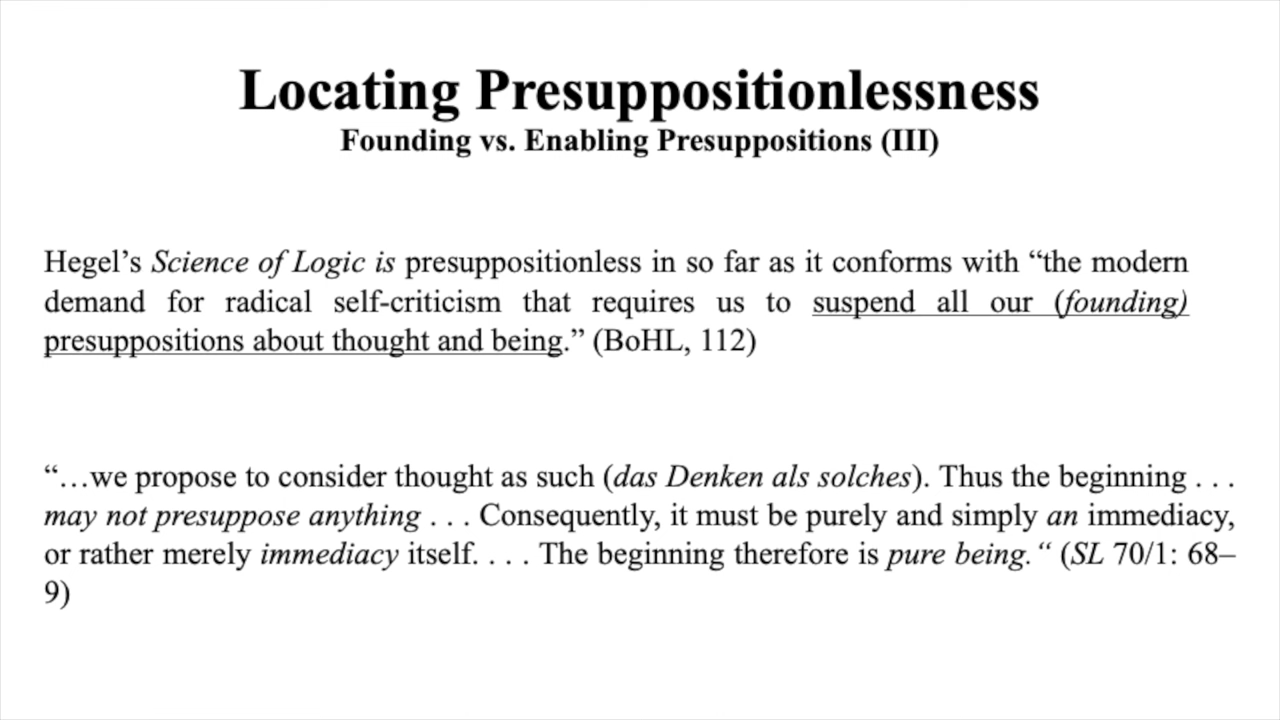 Locating Presuppositionlessness
Founding vs. Enabling Presuppositions (III)
Hegel’s Science of Logic is presuppositionless in so far as it conforms with “the modern
demand for radical self-criticism that requires us to suspend all our (founding)
presuppositions about thought and being.” (BoHL, 112)
“…we propose to consider thought as such (das Denken als solches). Thus the beginning . . .
may not presuppose anything . . . Consequently, it must be purely and simply an immediacy,
or rather merely immediacy itself. . . . The beginning therefore is pure being.“ (SL 70/1: 68–
9)